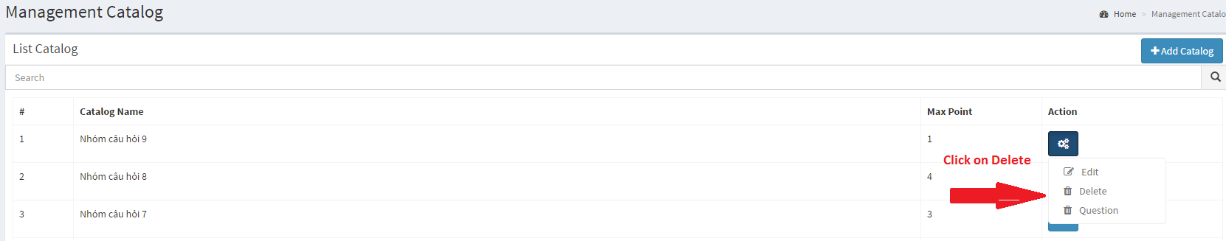 Management Catalog
Home > Management Catalo
List Catalog
Add Catalog
Search
# Catalog Name Max Point Action
1 Nhóm câu hỏi 9 1
Click on Delete
Edit
2 Nhóm câu hỏi 8 4
Delete
Question
3 Nhóm câu hỏi 7 3